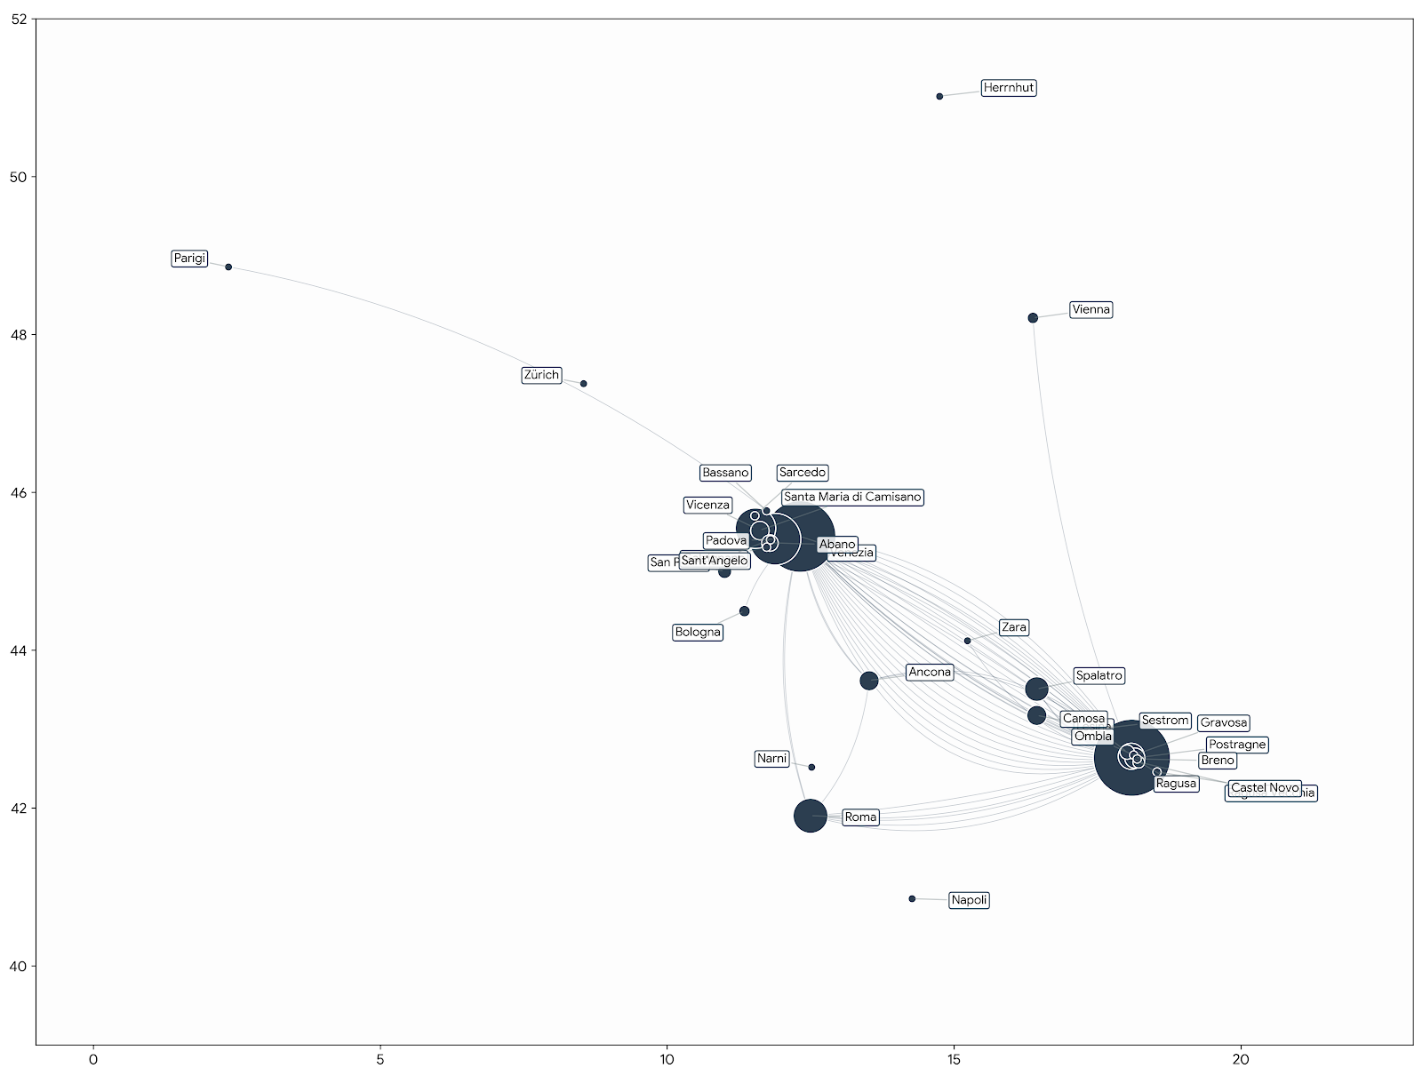 52
Herrnhut
50
Parigi
Vienna
48
Zürich
46
Bassano
Sarcedo
Santa Maria di Camisano
Vicenza
Padova
Abano
Venezia
San
Sant'Angelo
Bologna
44
Zara
Ancona
Spalatro
Canosa
Sestrom
Gravosa
Ombla
Postragne
Narni
Breno
Ragusa
Castel Novo
42
Roma
Napoli
40
0
5
10
15
20